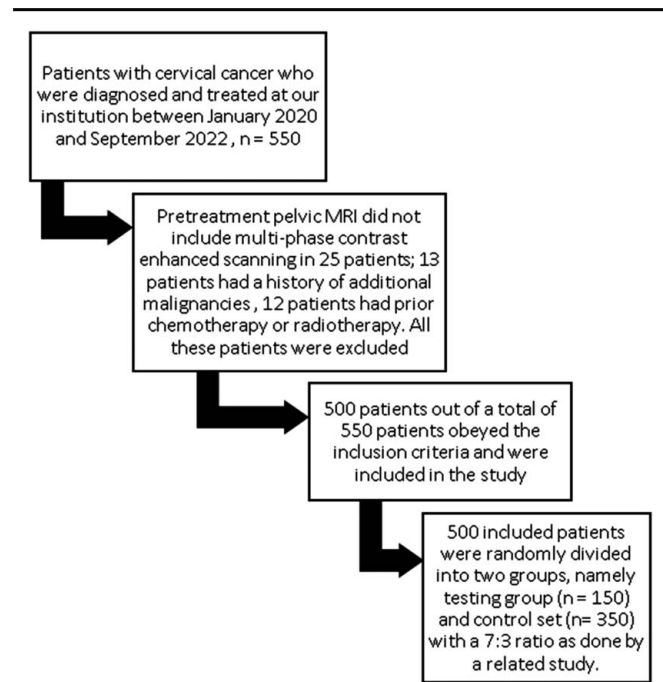 Patients with cervical cancer who
were diagnosed and treated at our
institution between January 2020
and September 2022 , n = 550
Pretreatment pelvic MRI did not
include multi-phase contrast
enhanced scanning in 25 patients; 13
patients had a history of additional
malignancies , 12 patients had prior
chemotherapy or radiotherapy. All
these patients were excluded
500 patients out of a total of
550 patients obeyed the
inclusion criteria and were
included in the study
500 included patients
were randomly divided
into two groups, namely
testing group (n = 150)
and control set (n= 350)
with a 7:3 ratio as done by
a related study.